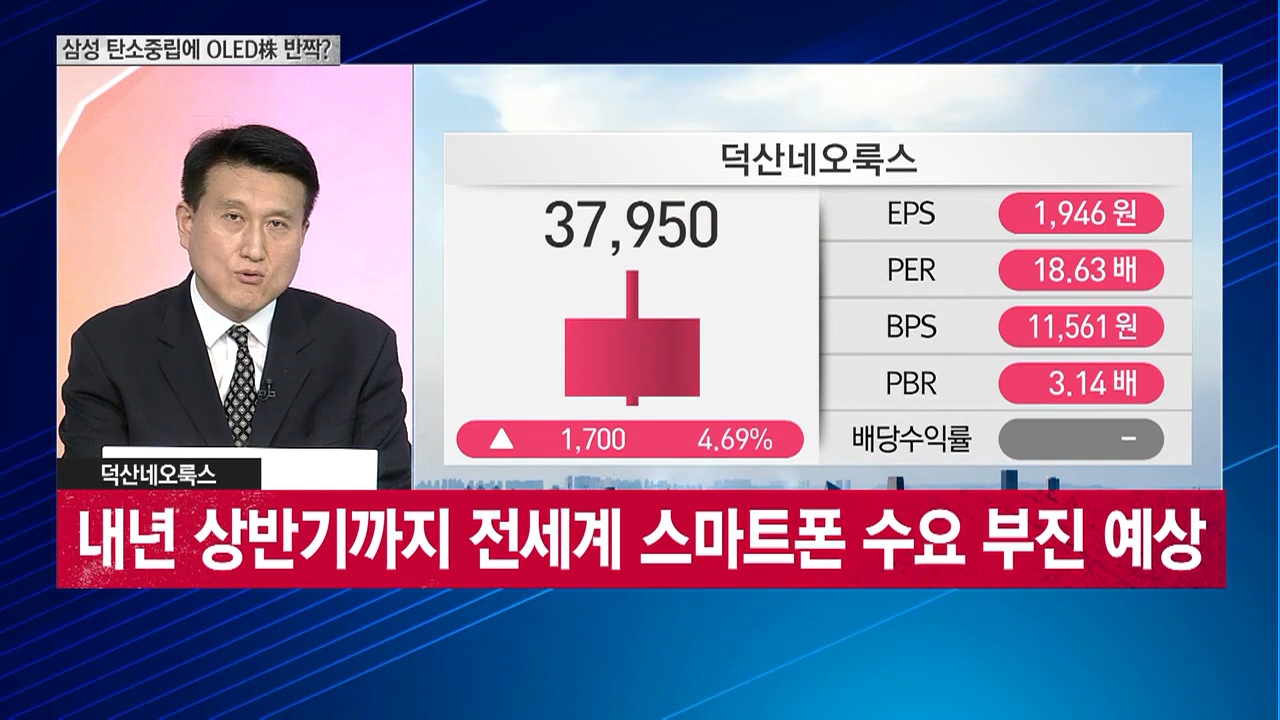 삼성 탄소중립에 OLED株 반짝?
덕산네오룩스
37,950
▲ 1,700 4.69%
EPS 1,946 원
PER 18.63 배
BPS 11,561 원
PBR 3.14 배
배당수익률 -
덕산네오룩스
내년 상반기까지 전세계 스마트폰 수요 부진 예상